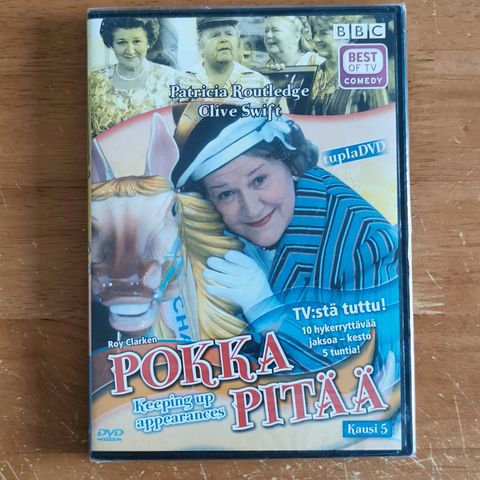 BBC
BEST
OF TV
COMEDY
Patricia Routledge
Clive Swift
tuplaDVD
CHA
TV:stä tuttu!
10 hykerryttävää
jaksoa – kesto
5 tuntia!
Roy Clarken
POKKA
PITÄÄ
Keeping up
appearances
DVD
Kausi 5